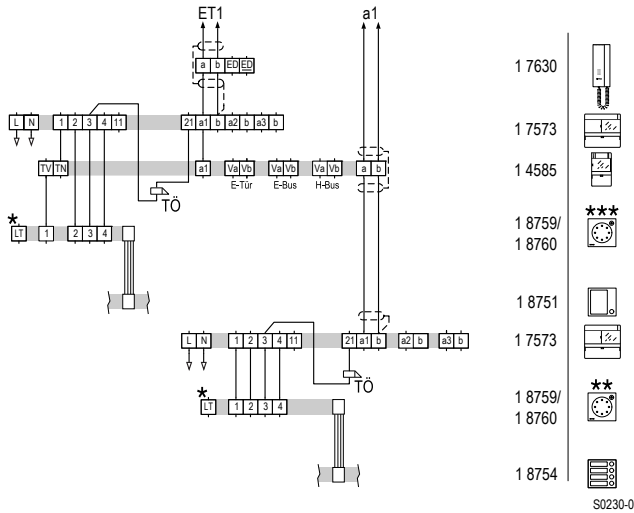 ET1 a1
a b ED ED 1 7630
L N 1 2 3 4 11 21 a1 b a2 b a3 b 1 7573
TV TN a1 Va Vb Va Vb Va Vb a b 1 4585
E-Tür E-Bus H-Bus
TÖ
* ***
LT 1 2 3 4 1 8759/
1 8760
1 8751
L N 1 2 3 4 11 21 a1 b a2 b a3 b 1 7573
TÖ
* **
LT 1 2 3 4 1 8759/
1 8760
1 8754
S0230-0